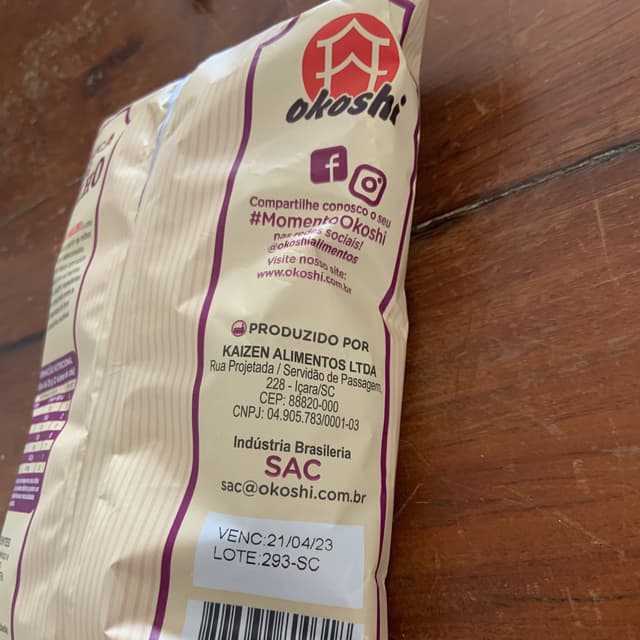 okoshi
f
Compartilhe conosco o seu
#MomentoOkoshi
nas redes sociais!
@okoshialimentos
Visite nosso site:
www.okoshi.com.br
PRODUZIDO POR
KAIZEN ALIMENTOS LTDA
Rua Projetada / Servidão de Passagem,
228 - Içara/SC
CEP: 88820-000
CNPJ: 04.905.783/0001-03
Indústria Brasileria
SAC
sac@okoshi.com.br
VENC:21/04/23
LOTE:293-SC